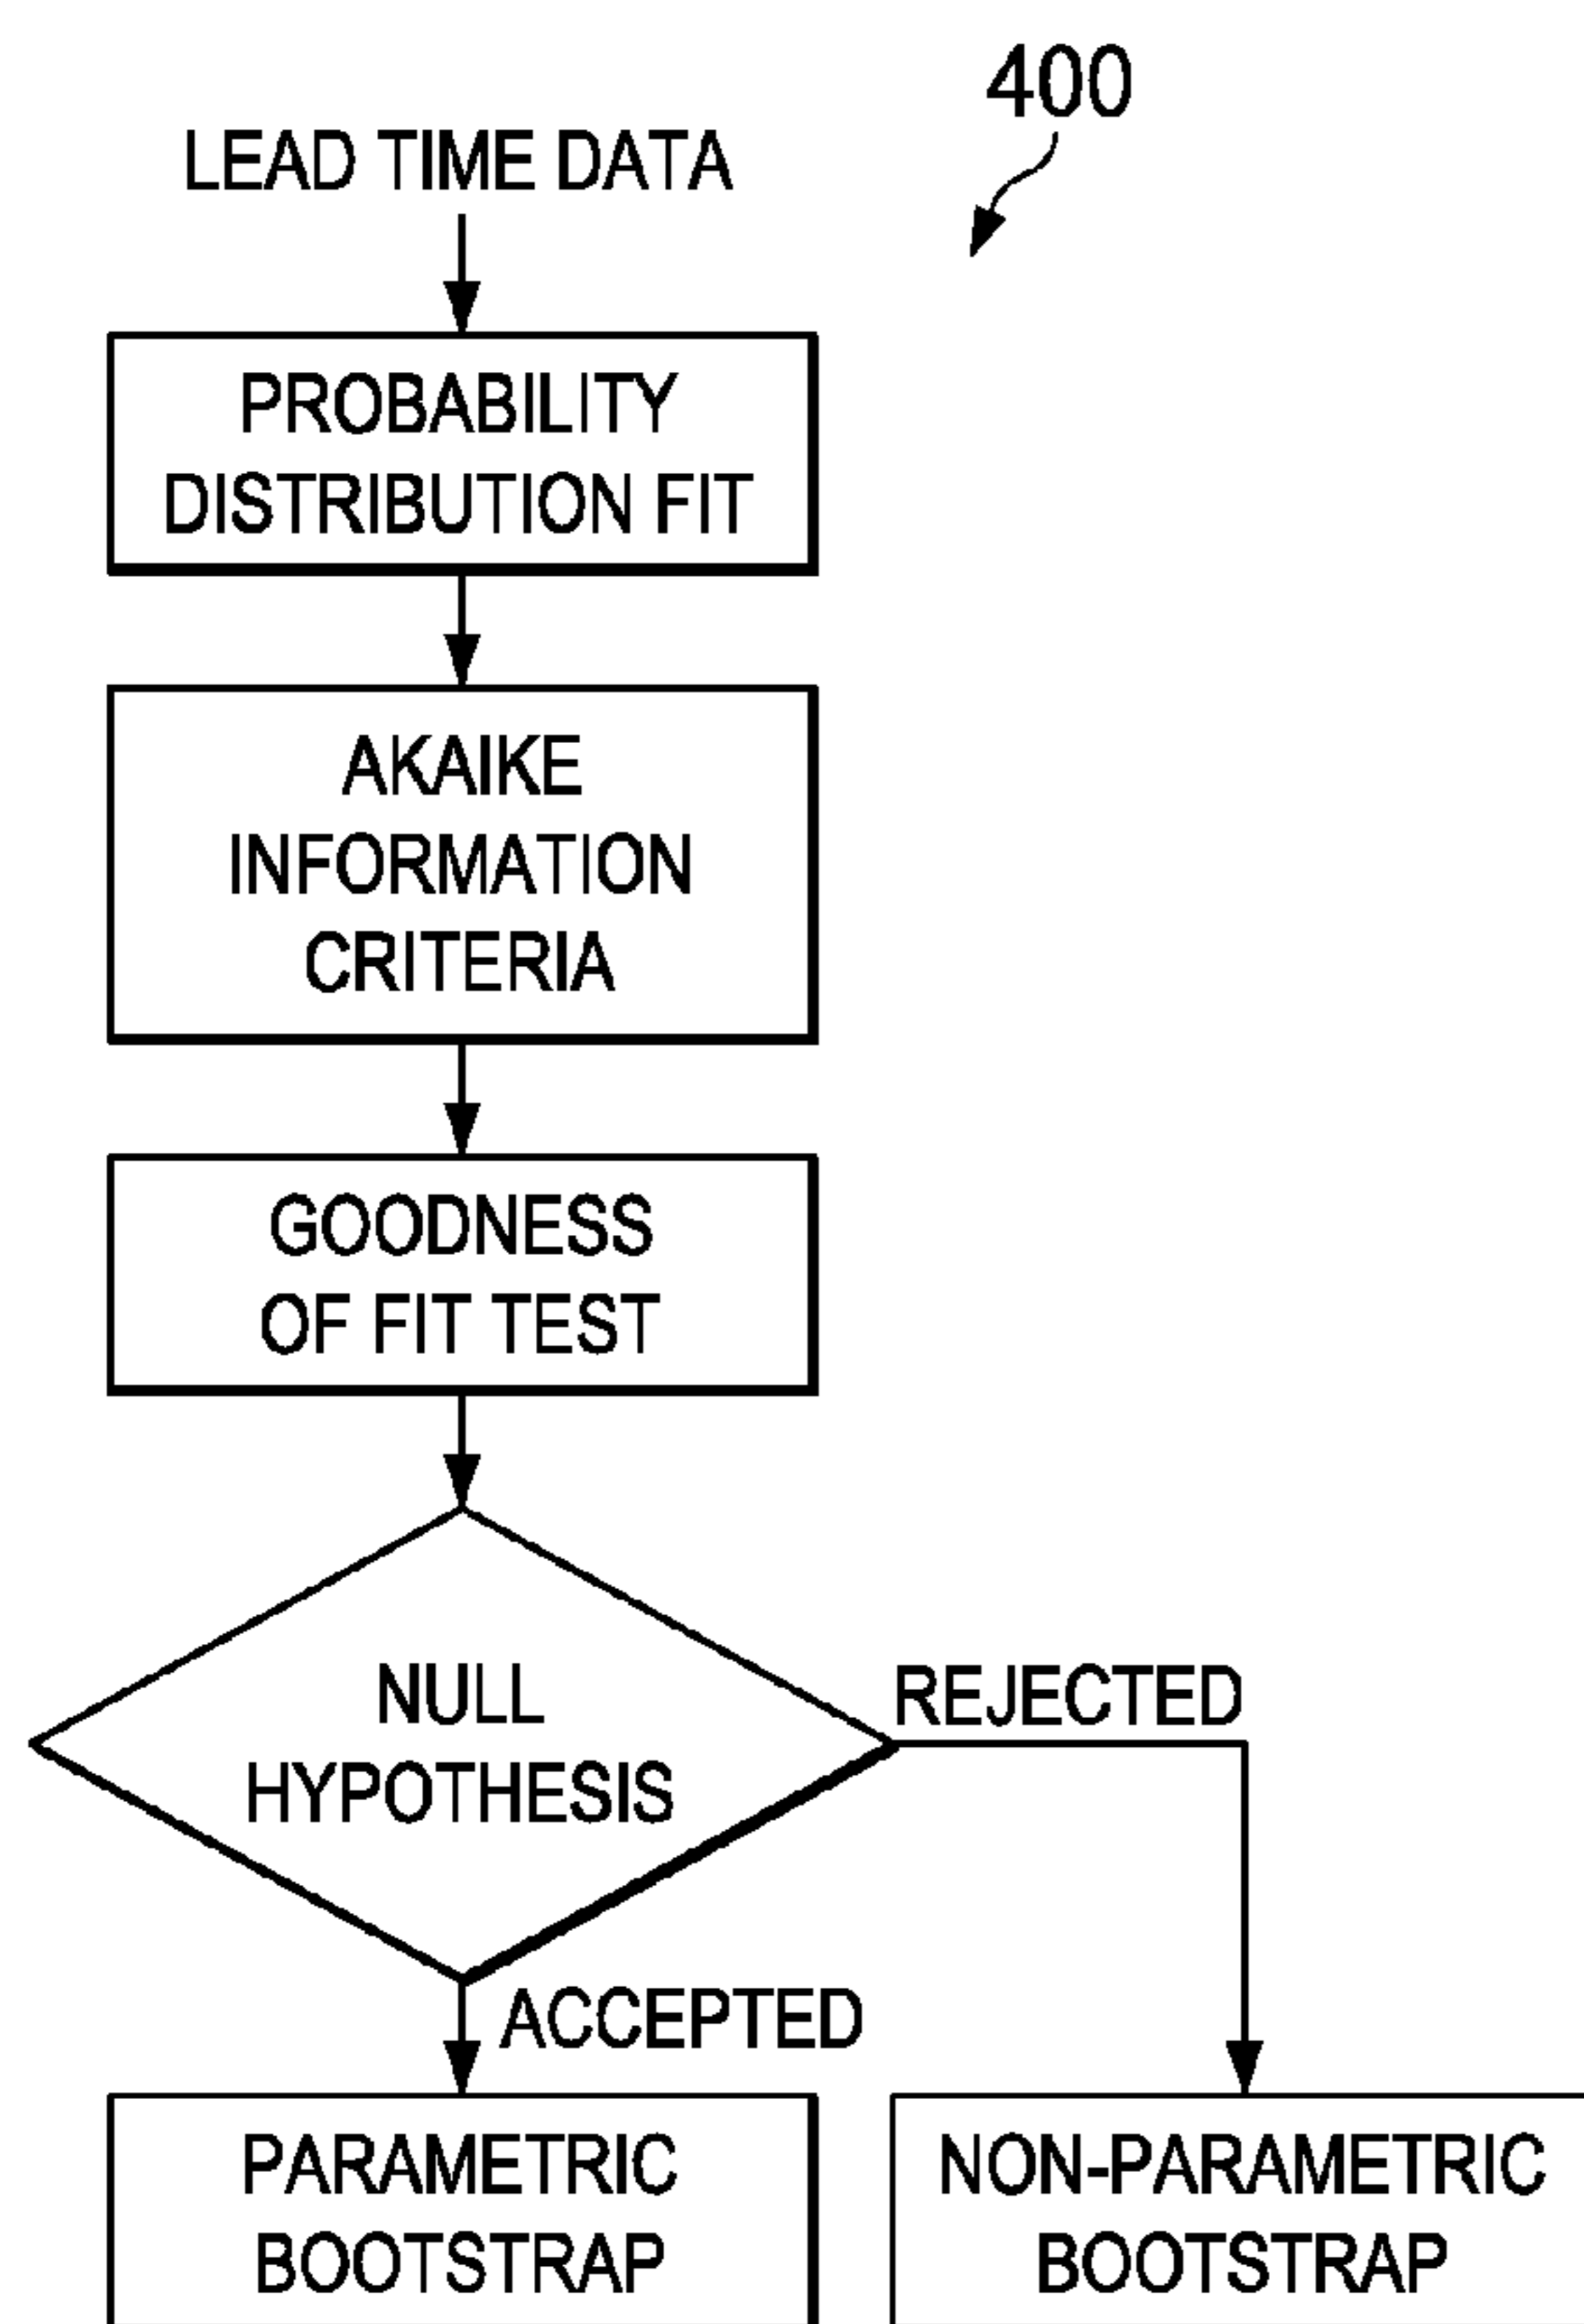 400
LEAD TIME DATA
PROBABILITY
DISTRIBUTION FIT
AKAIKE
INFORMATION
CRITERIA
GOODNESS
OF FIT TEST
NULL
HYPOTHESIS
REJECTED
ACCEPTED
PARAMETRIC
BOOTSTRAP
NON-PARAMETRIC
BOOTSTRAP